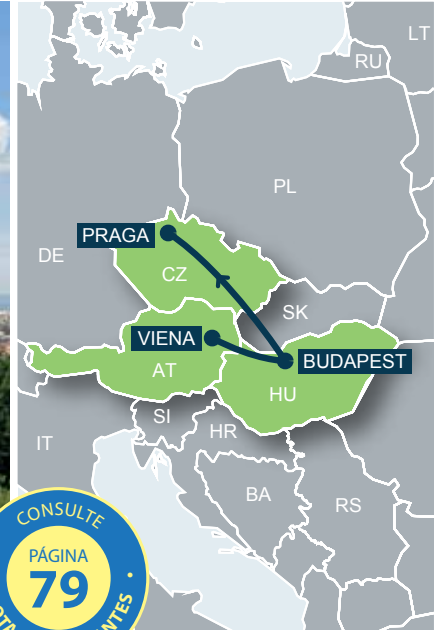 LT
RU
PL
PRAGA
DE
CZ
SK
VIENA
BUDAPEST
AT
HU
SI
HR
IT
BA
RS
CONSULTE
PÁGINA
79